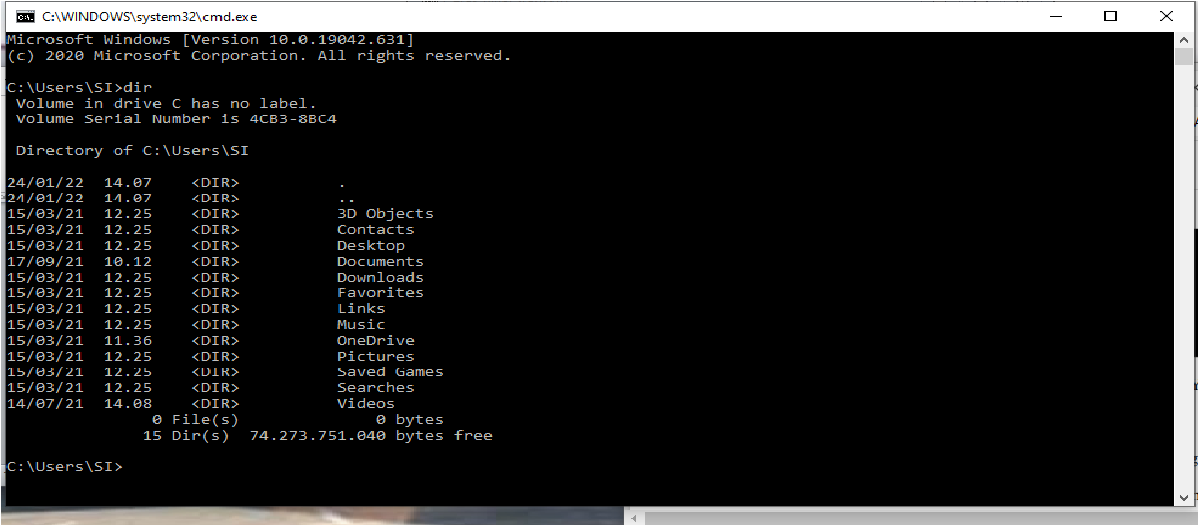 C:\WINDOWS\system32\cmd.exe
Microsoft Windows [Version 10.0.19042.631]
(c) 2020 Microsoft Corporation. All rights reserved.
C:\Users\SI>dir
Volume in drive C has no label.
Volume Serial Number is 4CB3-8BC4
Directory of C:\Users\SI
24/01/22 14.07 <DIR> .
24/01/22 14.07 <DIR> ..
15/03/21 12.25 <DIR> 3D Objects
15/03/21 12.25 <DIR> Contacts
15/03/21 12.25 <DIR> Desktop
17/09/21 10.12 <DIR> Documents
15/03/21 12.25 <DIR> Downloads
15/03/21 12.25 <DIR> Favorites
15/03/21 12.25 <DIR> Links
15/03/21 12.25 <DIR> Music
15/03/21 11.36 <DIR> OneDrive
15/03/21 12.25 <DIR> Pictures
15/03/21 12.25 <DIR> Saved Games
15/03/21 12.25 <DIR> Searches
14/07/21 14.08 <DIR> Videos
0 File(s) 0 bytes
15 Dir(s) 74.273.751.040 bytes free
C:\Users\SI>